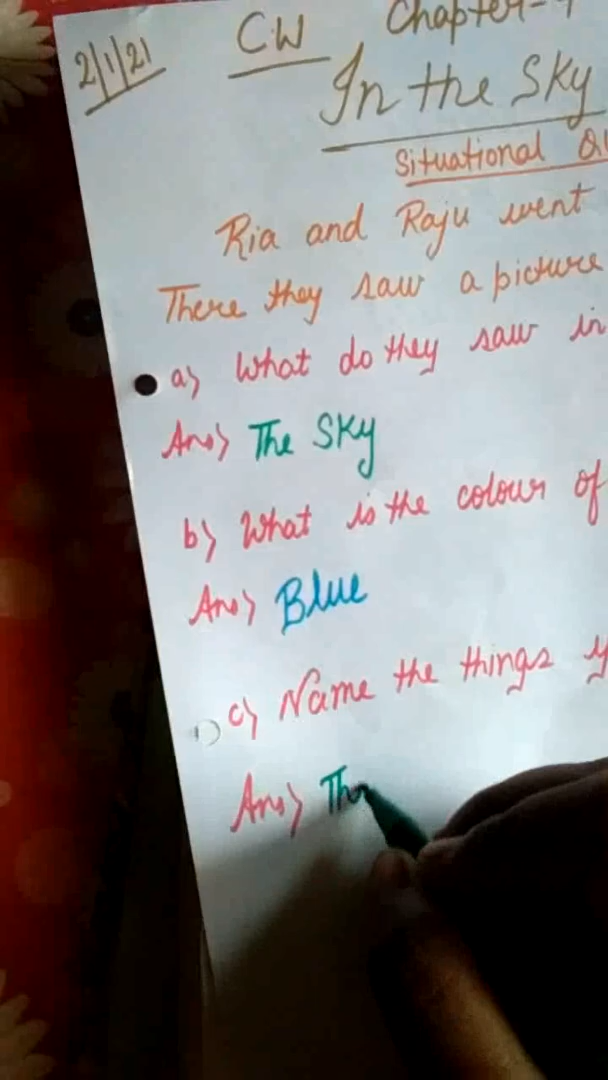 2/1/21 CW Chapter-
In the Sky
Situational
Ria and Raju went
There they saw a picture
a) What do they saw in
Ans) The Sky
b) What is the colour of
Ans) Blue
c) Name the things
Ans) Th